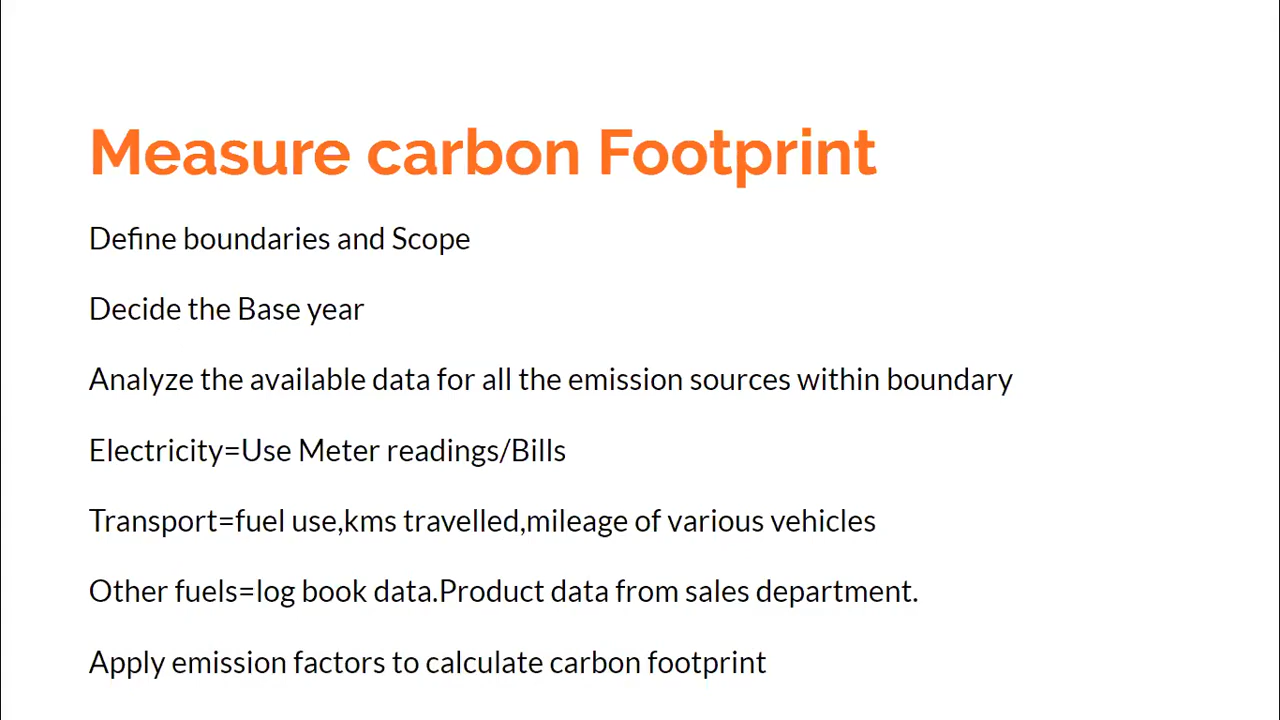 Measure carbon Footprint
Define boundaries and Scope
Decide the Base year
Analyze the available data for all the emission sources within boundary
Electricity=Use Meter readings/Bills
Transport=fuel use,kms travelled,mileage of various vehicles
Other fuels=log book data.Product data from sales department.
Apply emission factors to calculate carbon footprint